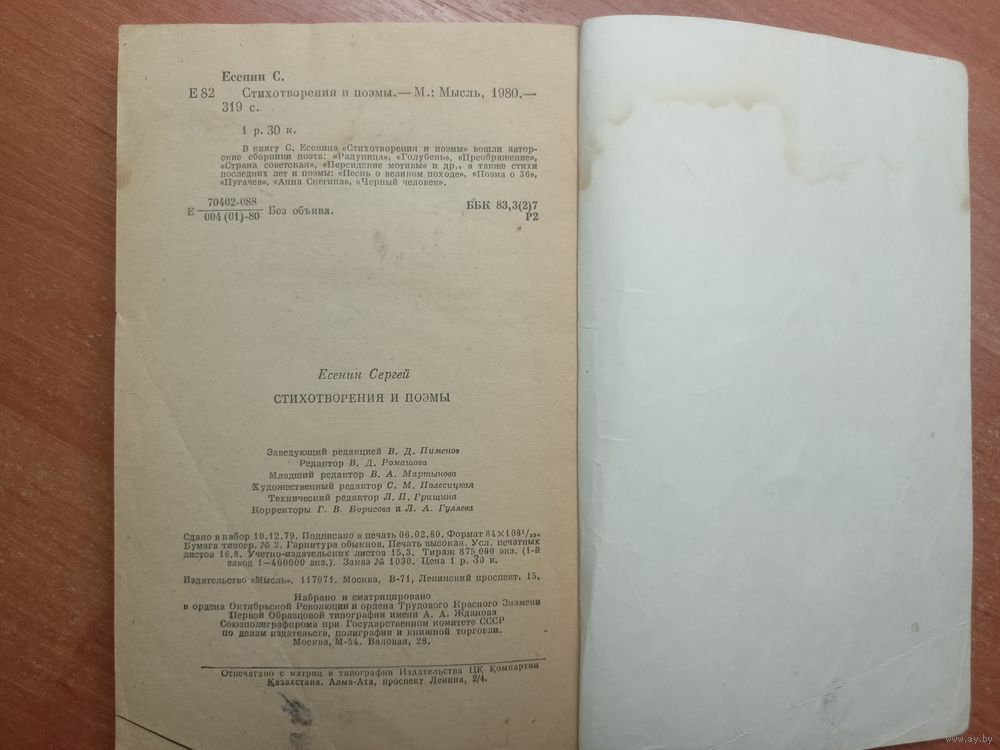 Есенин С.
Е 82 Стихотворения и поэмы.— М.: Мысль, 1980.—
319 с.
1 р. 30 к.
В книгу С. Есенина «Стихотворения и поэмы» вошли автор-
ские сборники поэта: «Радуница», «Голубень», «Преображение»,
«Страна советская», «Персидские мотивы» и др., а также стихи
последних лет и поэмы: «Песнь о великом походе», «Поэма о 36»,
«Пугачев», «Анна Снегина», «Черный человек».
Е 70402-088/004(01)-80 Без объявл.
ББК 83,3(2)7
Р2
Есенин Сергей
СТИХОТВОРЕНИЯ И ПОЭМЫ
Заведующий редакцией В. Д. Пименов
Редактор В. Д. Ромашова
Младший редактор В. А. Мартынова
Художественный редактор С. М. Полесицкая
Технический редактор Л. П. Гришина
Корректоры Г. В. Борисова и Л. А. Гуляева
Сдано в набор 10.12.79. Подписано в печать 06.02.80. Формат 84×108¹/₃₂.
Бумага типогр. № 2. Гарнитура обыкнов. Печать высокая. Усл. печатных
листов 16,8. Учетно-издательских листов 15,3. Тираж 875 000 экз. (1-й
завод 1—400000 экз.). Заказ № 1030. Цена 1 р. 30 к.
Издательство «Мысль». 117071. Москва, В-71, Ленинский проспект, 15.
Набрано и сматрицировано
в ордена Октябрьской Революции и ордена Трудового Красного Знамени
Первой Образцовой типографии имени А. А. Жданова
Союзполиграфпрома при Государственном комитете СССР
по делам издательств, полиграфии и книжной торговли.
Москва, М-54. Валовая, 28.
Отпечатано с матриц в типографии Издательства ЦК Компартии
Казахстана. Алма-Ата, проспект Ленина, 2/4.
www.ay.by